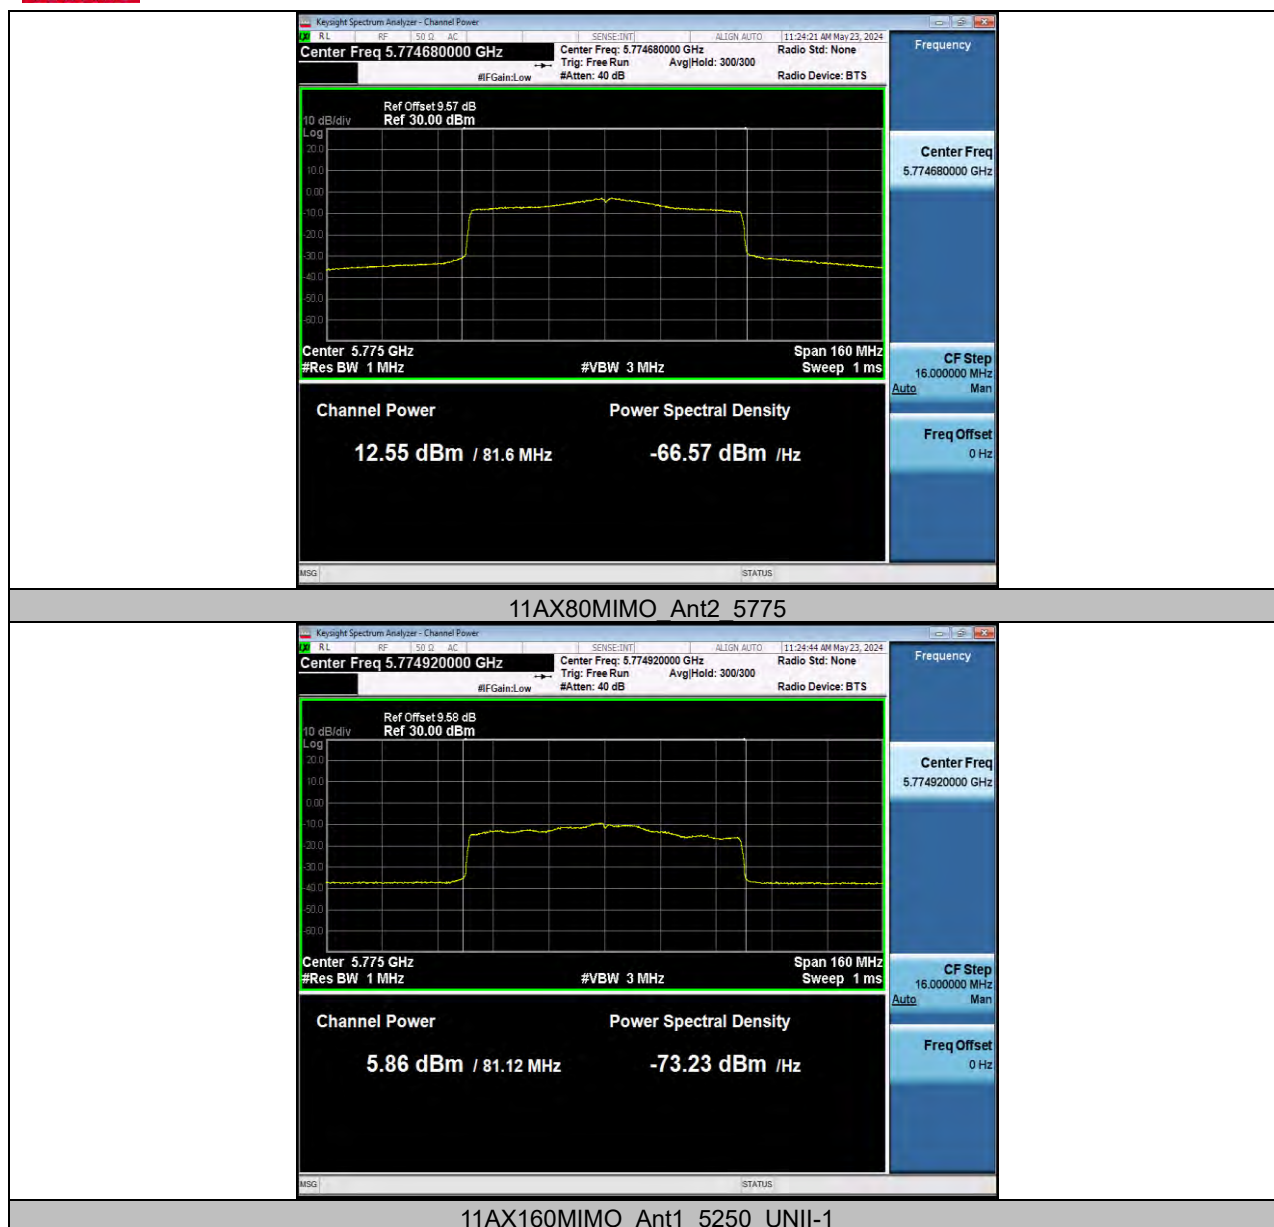 Keysight Spectrum Analyzer - Channel Power
RL RF 50 Ω AC SENSE:INT ALIGN AUTO 11:24:21 AM May 23, 2024
Center Freq 5.774680000 GHz
Center Freq: 5.774680000 GHz Radio Std: None
Trig: Free Run Avg|Hold: 300/300
#IFGain:Low #Atten: 40 dB Radio Device: BTS
Frequency
Ref Offset 9.57 dB
10 dB/div Ref 30.00 dBm
Log
20.0
10.0
0.00
-10.0
-20.0
-30.0
-40.0
-50.0
-60.0
Center 5.775 GHz Span 160 MHz
#Res BW 1 MHz #VBW 3 MHz Sweep 1 ms
Center Freq
5.774680000 GHz
CF Step
16.000000 MHz
Auto Man
Freq Offset
0 Hz
Channel Power Power Spectral Density
12.55 dBm / 81.6 MHz -66.57 dBm /Hz
MSG STATUS
11AX80MIMO_Ant2_5775
Keysight Spectrum Analyzer - Channel Power
RL RF 50 Ω AC SENSE:INT ALIGN AUTO 11:24:44 AM May 23, 2024
Center Freq 5.774920000 GHz
Center Freq: 5.774920000 GHz Radio Std: None
Trig: Free Run Avg|Hold: 300/300
#IFGain:Low #Atten: 40 dB Radio Device: BTS
Frequency
Ref Offset 9.58 dB
10 dB/div Ref 30.00 dBm
Log
20.0
10.0
0.00
-10.0
-20.0
-30.0
-40.0
-50.0
-60.0
Center 5.775 GHz Span 160 MHz
#Res BW 1 MHz #VBW 3 MHz Sweep 1 ms
Center Freq
5.774920000 GHz
CF Step
16.000000 MHz
Auto Man
Freq Offset
0 Hz
Channel Power Power Spectral Density
5.86 dBm / 81.12 MHz -73.23 dBm /Hz
MSG STATUS
11AX160MIMO_Ant1_5250_UNII-1